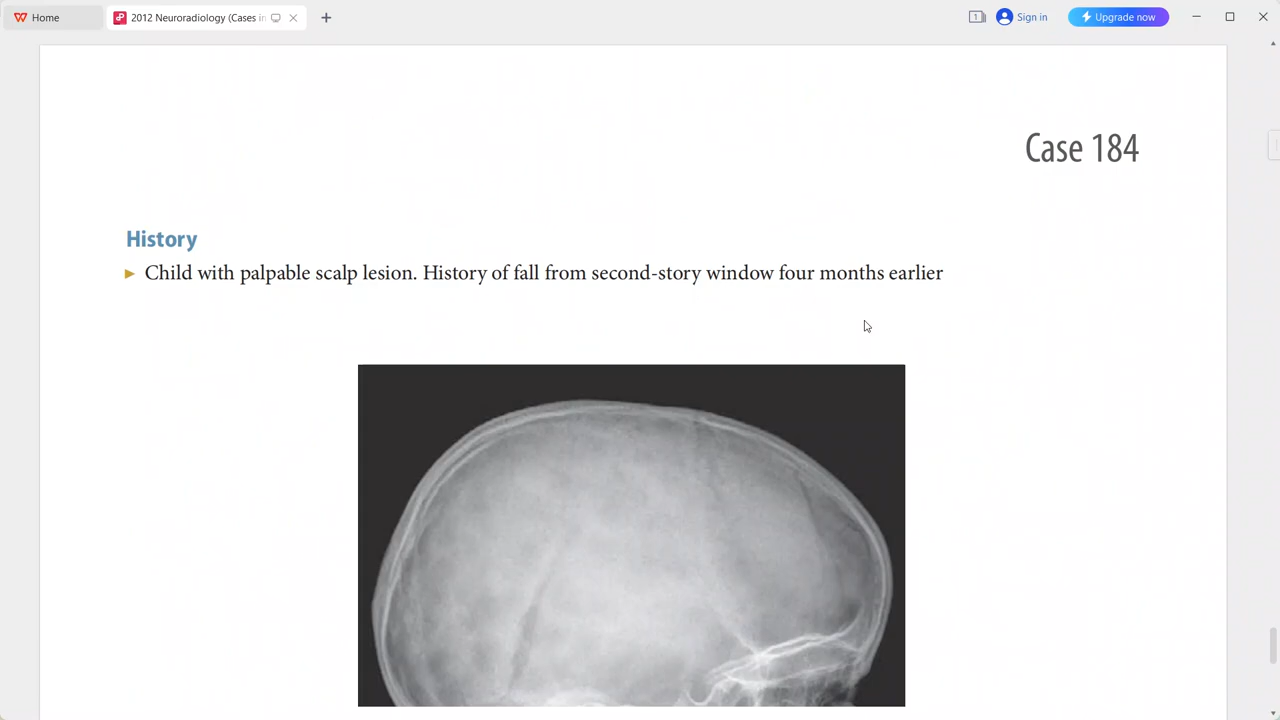 Home
2012 Neuroradiology (Cases in
1
Sign in
Upgrade now
Case 184
History
► Child with palpable scalp lesion. History of fall from second-story window four months earlier